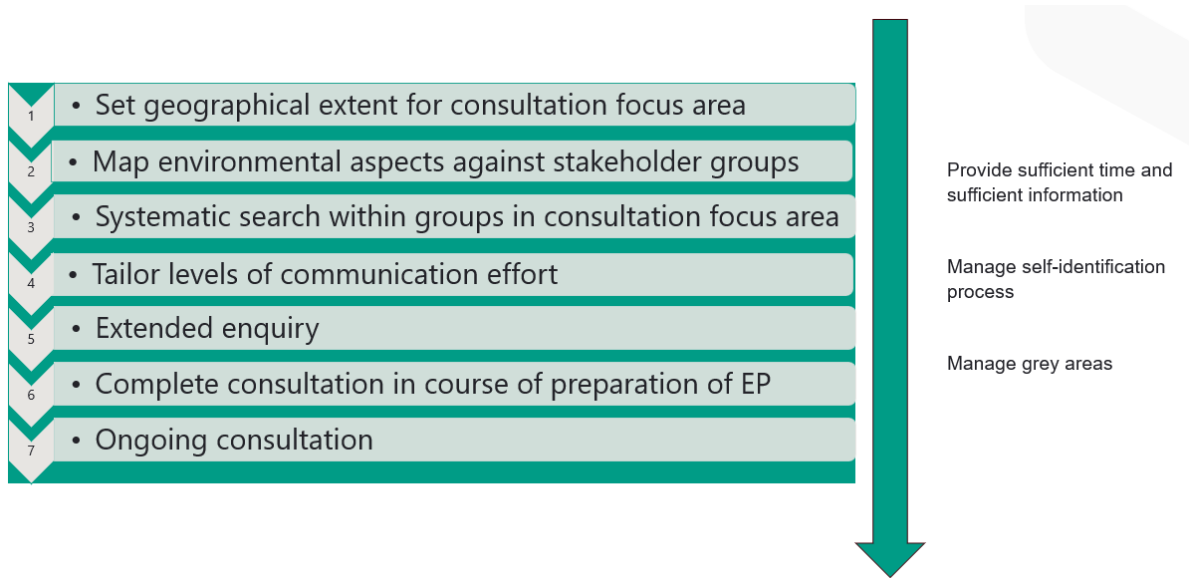 1
• Set geographical extent for consultation focus area
2
• Map environmental aspects against stakeholder groups
3
• Systematic search within groups in consultation focus area
4
• Tailor levels of communication effort
5
• Extended enquiry
6
• Complete consultation in course of preparation of EP
7
• Ongoing consultation
Provide sufficient time and
sufficient information
Manage self-identification
process
Manage grey areas